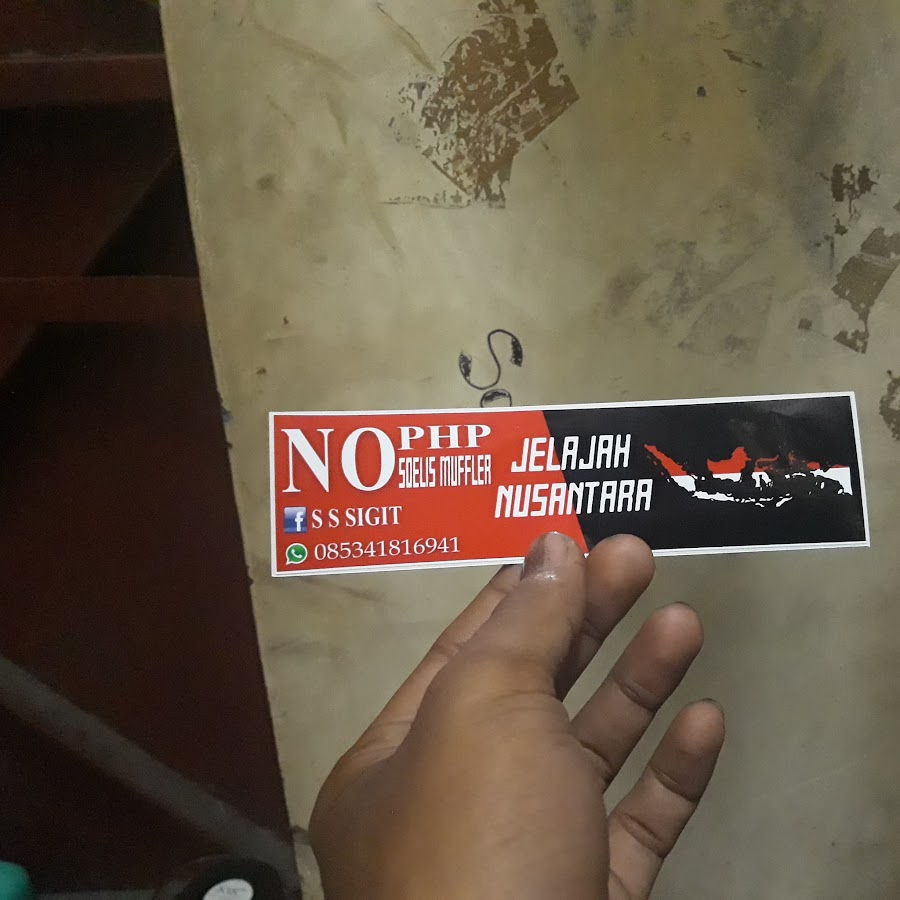 NO PHP
SOELIS MUFFLER
S S SIGIT
085341816941
JELAJAH
NUSANTARA